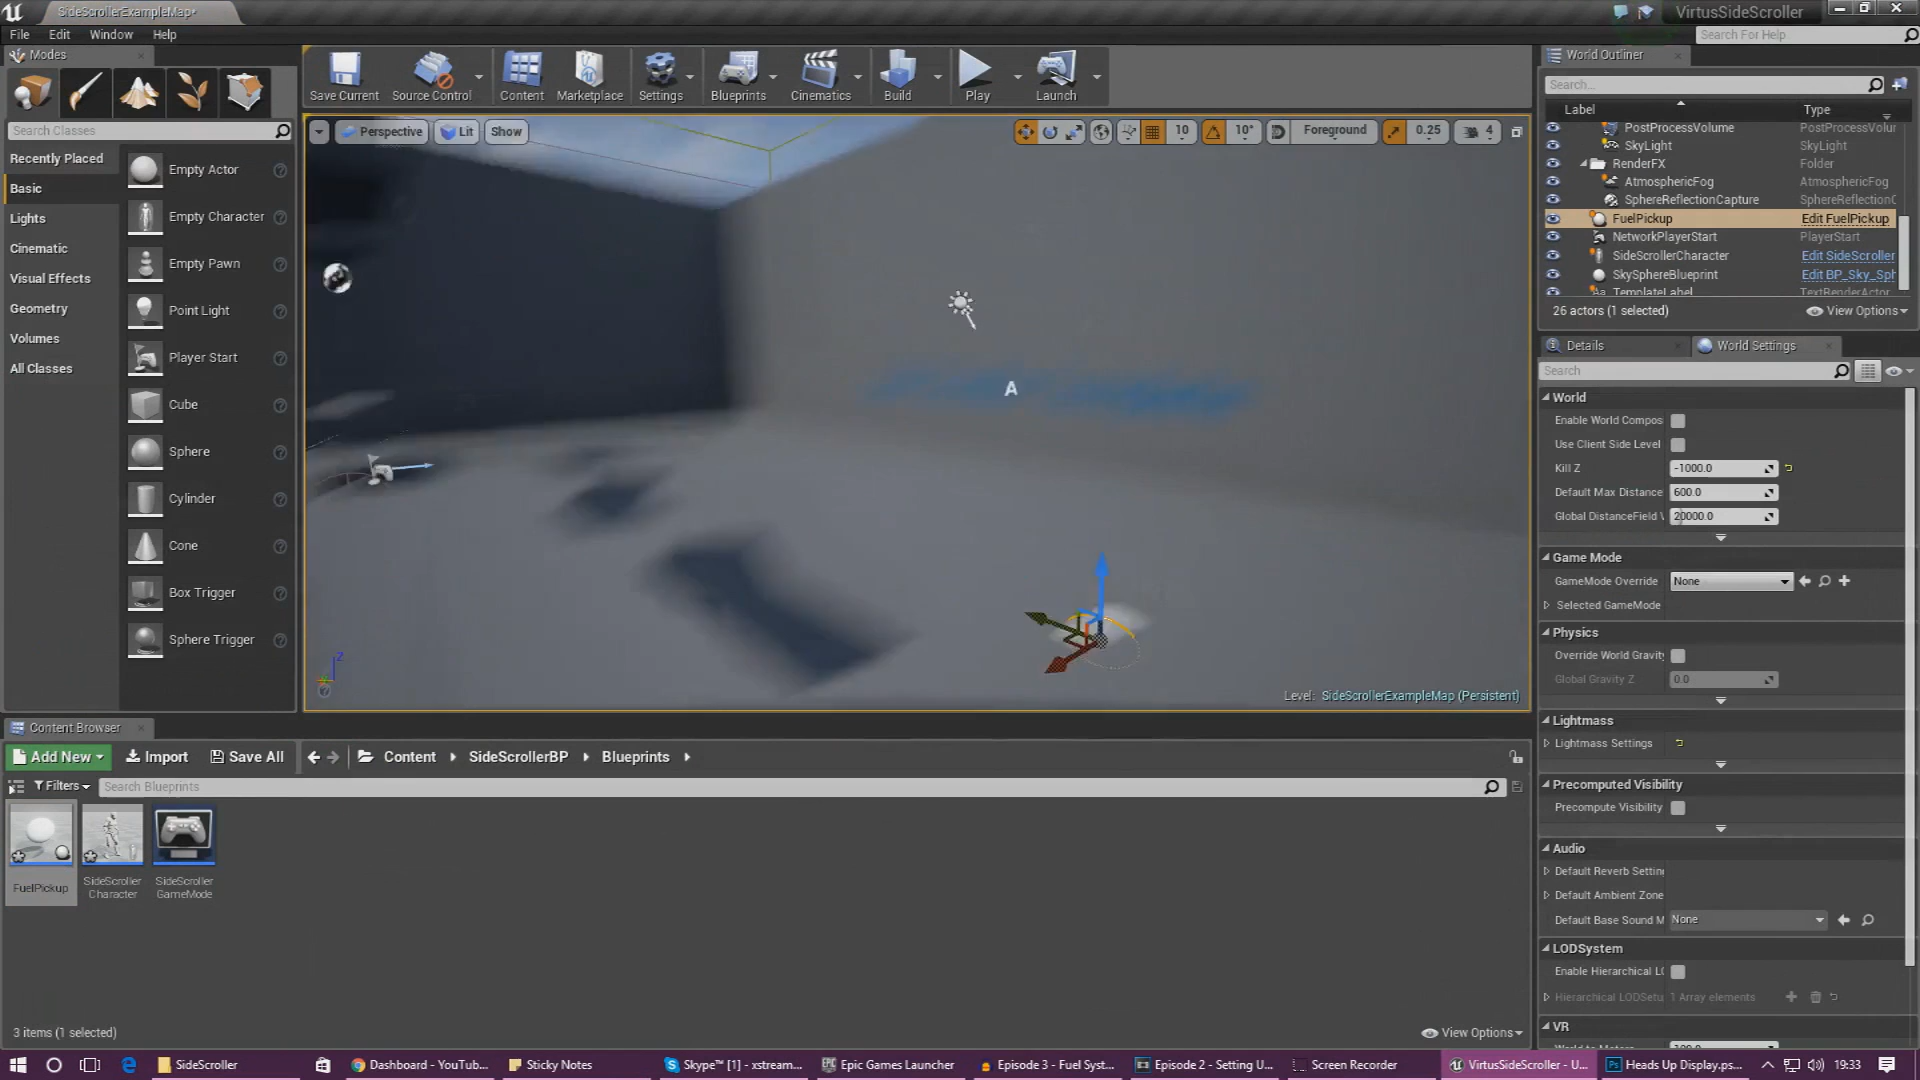 SideScrollerExampleMap*
VirtusSideScroller
File Edit Window Help
Search For Help
Modes
Search Classes
Recently Placed
Basic
Lights
Cinematic
Visual Effects
Geometry
Volumes
All Classes
Empty Actor
Empty Character
Empty Pawn
Point Light
Player Start
Cube
Sphere
Cylinder
Cone
Box Trigger
Sphere Trigger
Save Current
Source Control
Content
Marketplace
Settings
Blueprints
Cinematics
Build
Play
Launch
Perspective
Lit
Show
10
10°
Foreground
0.25
4
A
Z
Level: SideScrollerExampleMap (Persistent)
World Outliner
Search...
Label Type
PostProcessVolume PostProcessVolur
SkyLight SkyLight
RenderFX Folder
AtmosphericFog AtmosphericFog
SphereReflectionCapture SphereReflectionC
FuelPickup Edit FuelPickup
NetworkPlayerStart PlayerStart
SideScrollerCharacter Edit SideScroller
SkySphereBlueprint Edit BP_Sky_Sph
TemplateLabel TextRenderActor
26 actors (1 selected)
View Options
Details
World Settings
Search
World
Enable World Compos
Use Client Side Level
Kill Z -1000.0
Default Max Distance 600.0
Global DistanceField V 20000.0
Game Mode
GameMode Override None
Selected GameMode
Physics
Override World Gravity
Global Gravity Z 0.0
Lightmass
Lightmass Settings
Precomputed Visibility
Precompute Visibility
Audio
Default Reverb Settin
Default Ambient Zone
Default Base Sound M None
LODSystem
Enable Hierarchical LO
Hierarchical LODSetu 1 Array elements
VR
World to Meters 100.0
Content Browser
Add New Import Save All Content SideScrollerBP Blueprints
Filters Search Blueprints
FuelPickup
SideScroller
Character
SideScroller
GameMode
3 items (1 selected)
View Options
SideScroller
Dashboard - YouTub...
Sticky Notes
Skype™ [1] - xstream...
Epic Games Launcher
Episode 3 - Fuel Syst...
Episode 2 - Setting U...
Screen Recorder
VirtusSideScroller - U...
Heads Up Display.ps...
19:33